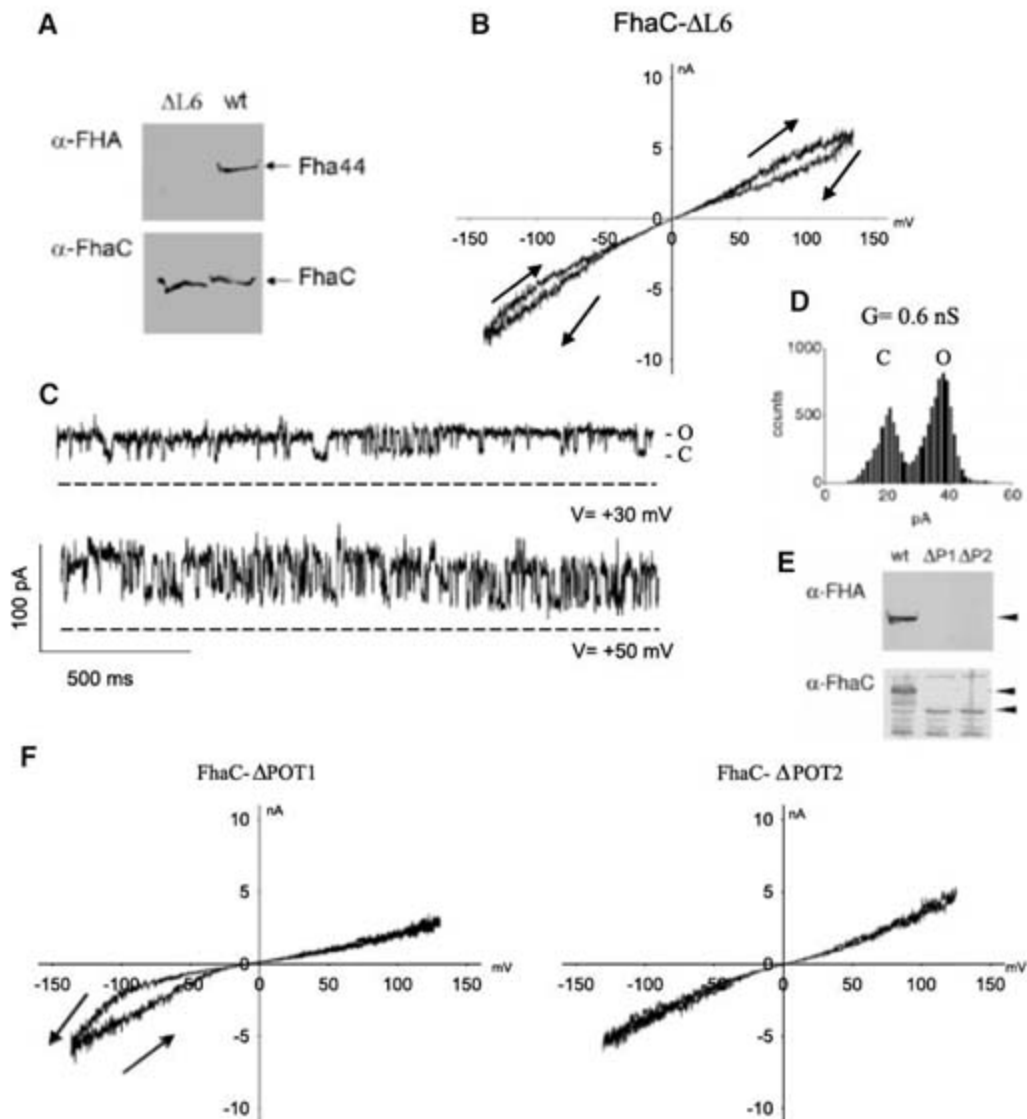 A
ΔL6 wt
α-FHA
Fha44
α-FhaC
FhaC
B
FhaC-ΔL6
nA
10
5
0
-5
-10
-150 -100 -50 0 50 100 150
mV
C
- O
- C
V= +30 mV
V= +50 mV
100 pA
500 ms
D
G= 0.6 nS
C O
counts
1000
500
0
0 20 40 60
pA
E
wt ΔP1 ΔP2
α-FHA
α-FhaC
F
FhaC- ΔPOT1
nA
10
5
0
-5
-10
-150 -100 -50 0 50 100 150
mV
FhaC- ΔPOT2
nA
10
5
0
-5
-10
-150 -100 -50 0 50 100 150
mV